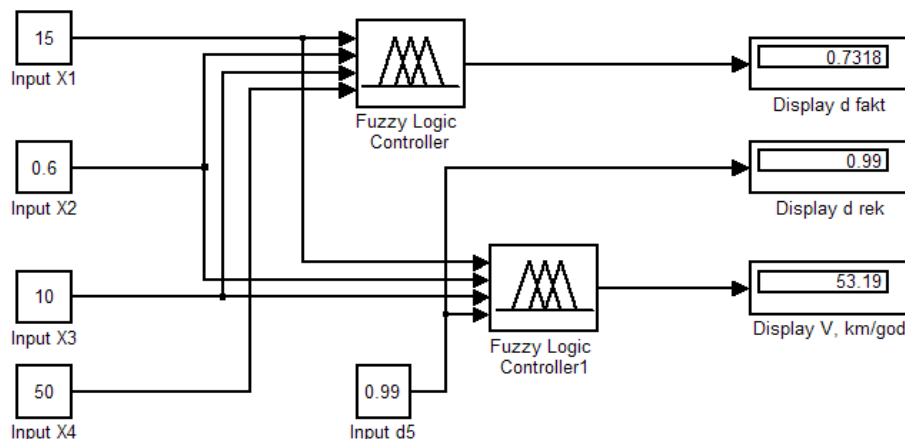 15
Input X1
0.6
Input X2
10
Input X3
50
Input X4
Fuzzy Logic
Controller
0.99
Input d5
Fuzzy Logic
Controller1
0.7318
Display d fakt
0.99
Display d rek
53.19
Display V, km/god